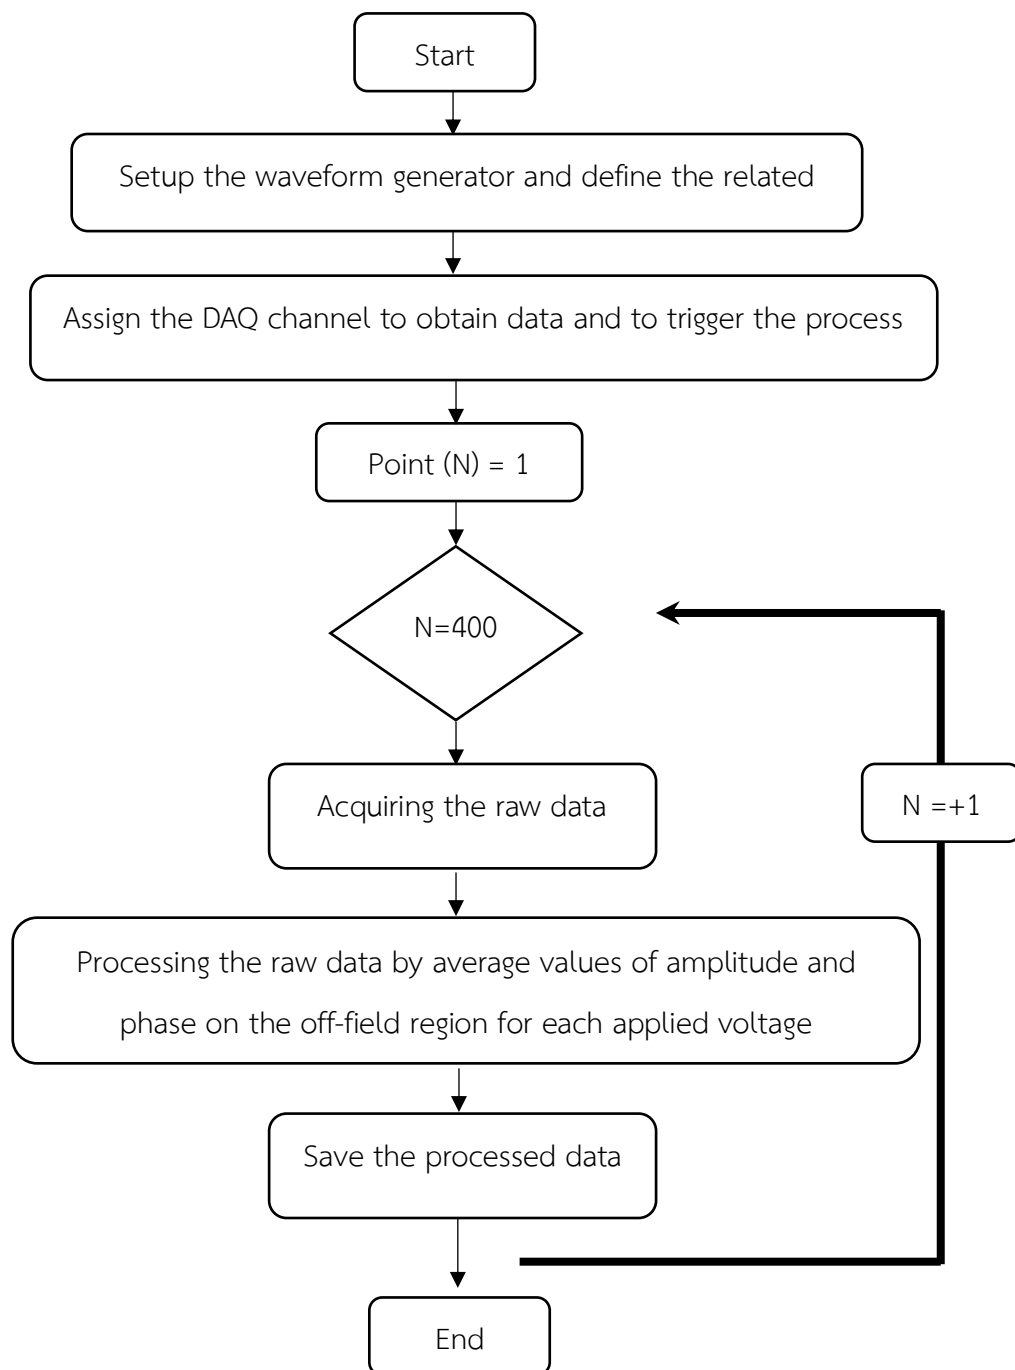 Start
Setup the waveform generator and define the related
Assign the DAQ channel to obtain data and to trigger the process
Point (N) = 1
N=400
Acquiring the raw data
N =+1
Processing the raw data by average values of amplitude and
phase on the off-field region for each applied voltage
Save the processed data
End